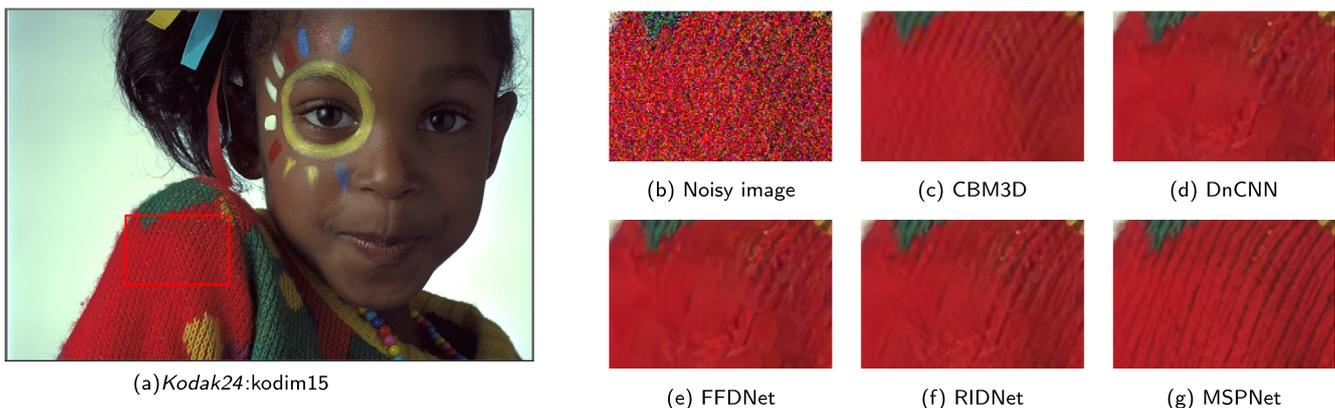 (a)Kodak24:kodim15
(b) Noisy image
(c) CBM3D
(d) DnCNN
(e) FFDNet
(f) RIDNet
(g) MSPNet